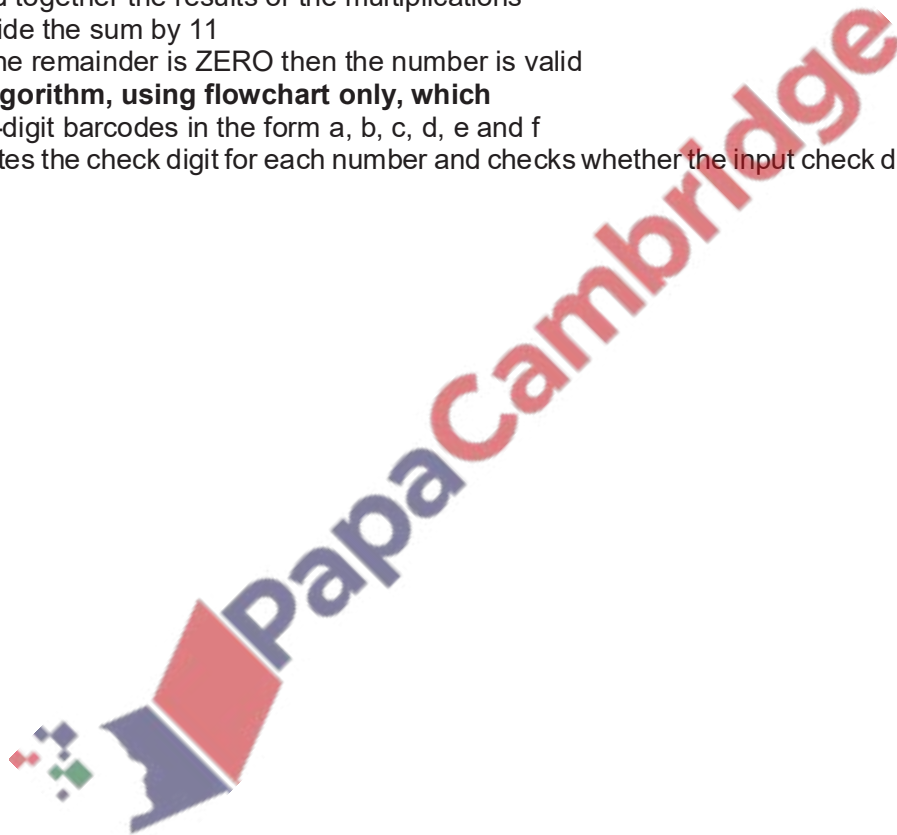 together the results of the multiplications
ide the sum by 11
he remainder is ZERO then the number is valid
gorithm, using flowchart only, which
-digit barcodes in the form a, b, c, d, e and f
tes the check digit for each number and checks whether the input check d
PapaCambridge